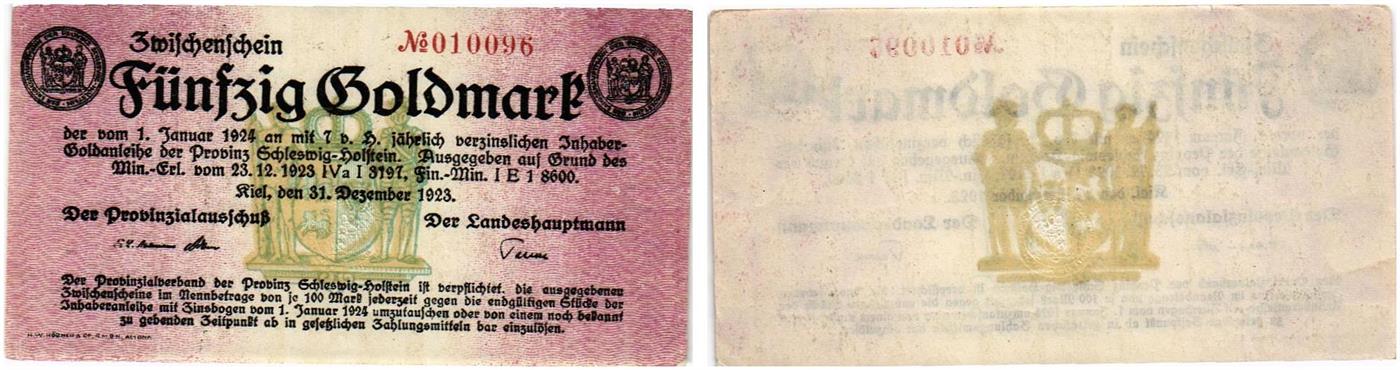 Zwischenschein
№ 010096
Fünfzig Goldmark
der vom 1. Januar 1924 an mit 7 v. H. jährlich verzinslichen Inhaber-
Goldanleihe der Provinz Schleswig-Holstein. Ausgegeben auf Grund des
Min.-Erl. vom 23. 12. 1923 IVa I 3197, Fin.-Min. I E 1 8600.
Kiel, den 31. Dezember 1923.
Der Provinzialausschuß
Der Landeshauptmann
Der Provinzialverband der Provinz Schleswig-Holstein ist verpflichtet, die ausgegebenen
Zwischenscheine im Nennbetrage von je 100 Mark jederzeit gegen die endgültigen Stücke der
Inhaberanleihe mit Zinsbogen vom 1. Januar 1924 umzutauschen oder von einem noch bekannt
zu gebenden Zeitpunkt ab in gesetzlichen Zahlungsmitteln bar einzulösen.